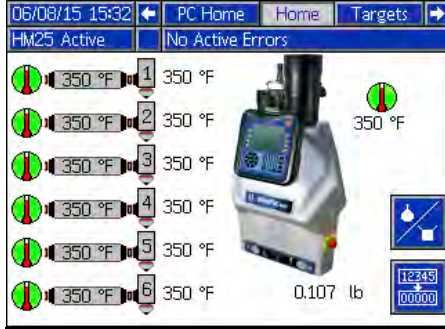 06/08/15 15:32 PC Home Home Targets
HM25 Active No Active Errors
350 °F 1 350 °F
350 °F 2 350 °F
350 °F
350 °F 3 350 °F
350 °F 4 350 °F
350 °F 5 350 °F
350 °F 6 350 °F
0.107 lb
12345
00000